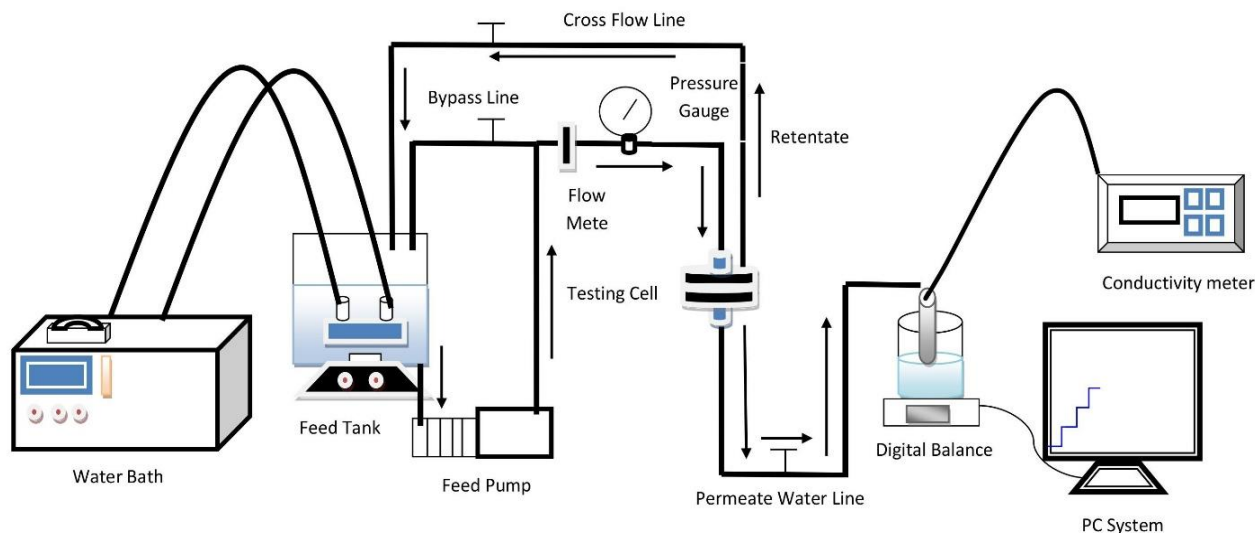 Cross Flow Line
Pressure
Gauge
Bypass Line
Retentate
Flow
Mete
Testing Cell
Conductivity meter
Feed Tank
Digital Balance
Water Bath
Feed Pump
Permeate Water Line
PC System